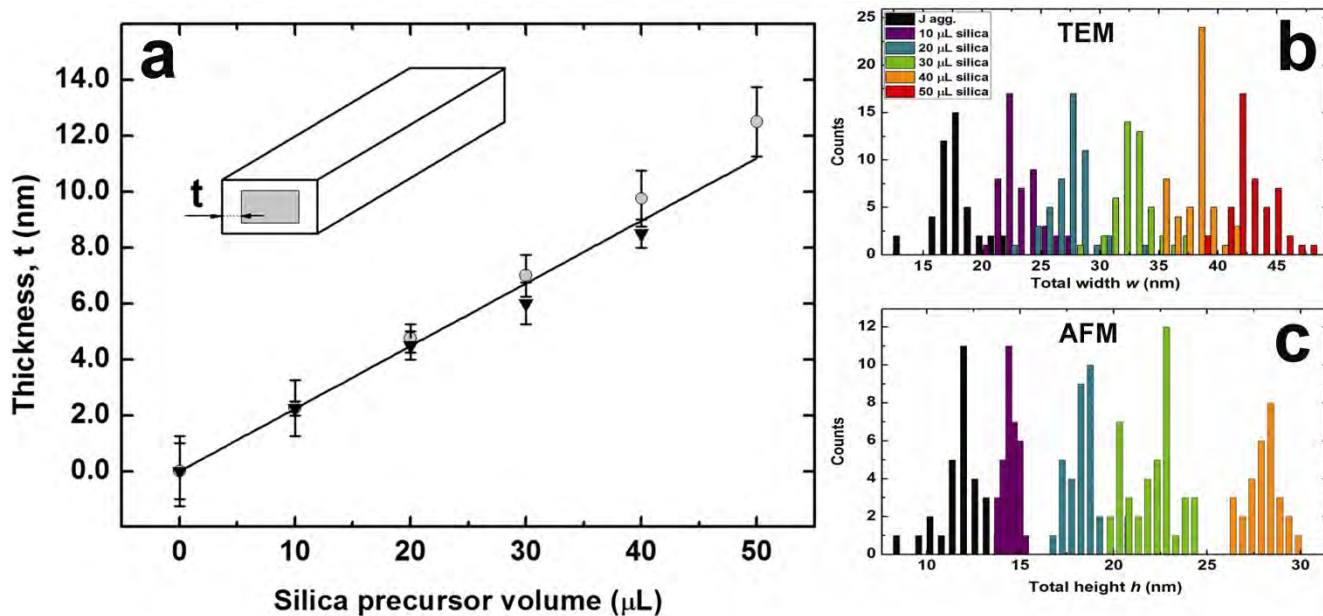 a
t
Thickness, t (nm)
14.0
12.0
10.0
8.0
6.0
4.0
2.0
0.0
0 10 20 30 40 50
Silica precursor volume (µL)
b
TEM
J agg.
10 µL silica
20 µL silica
30 µL silica
40 µL silica
50 µL silica
Counts
25
20
15
10
5
0
15 20 25 30 35 40 45
Total width w (nm)
c
AFM
Counts
12
10
8
6
4
2
0
10 15 20 25 30
Total height h (nm)